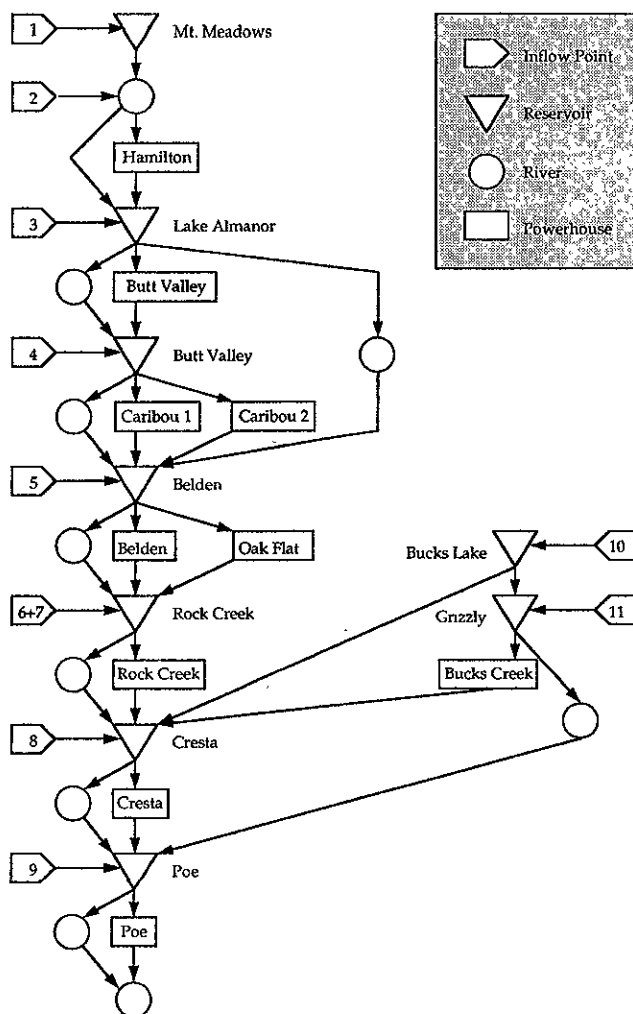 1
Mt. Meadows
2
Hamilton
3
Lake Almanor
Butt Valley
4
Butt Valley
Caribou 1
Caribou 2
5
Belden
Belden
Oak Flat
6+7
Rock Creek
Rock Creek
8
Cresta
Cresta
9
Poe
Poe
Bucks Lake
10
Grizzly
11
Bucks Creek
Inflow Point
Reservoir
River
Powerhouse